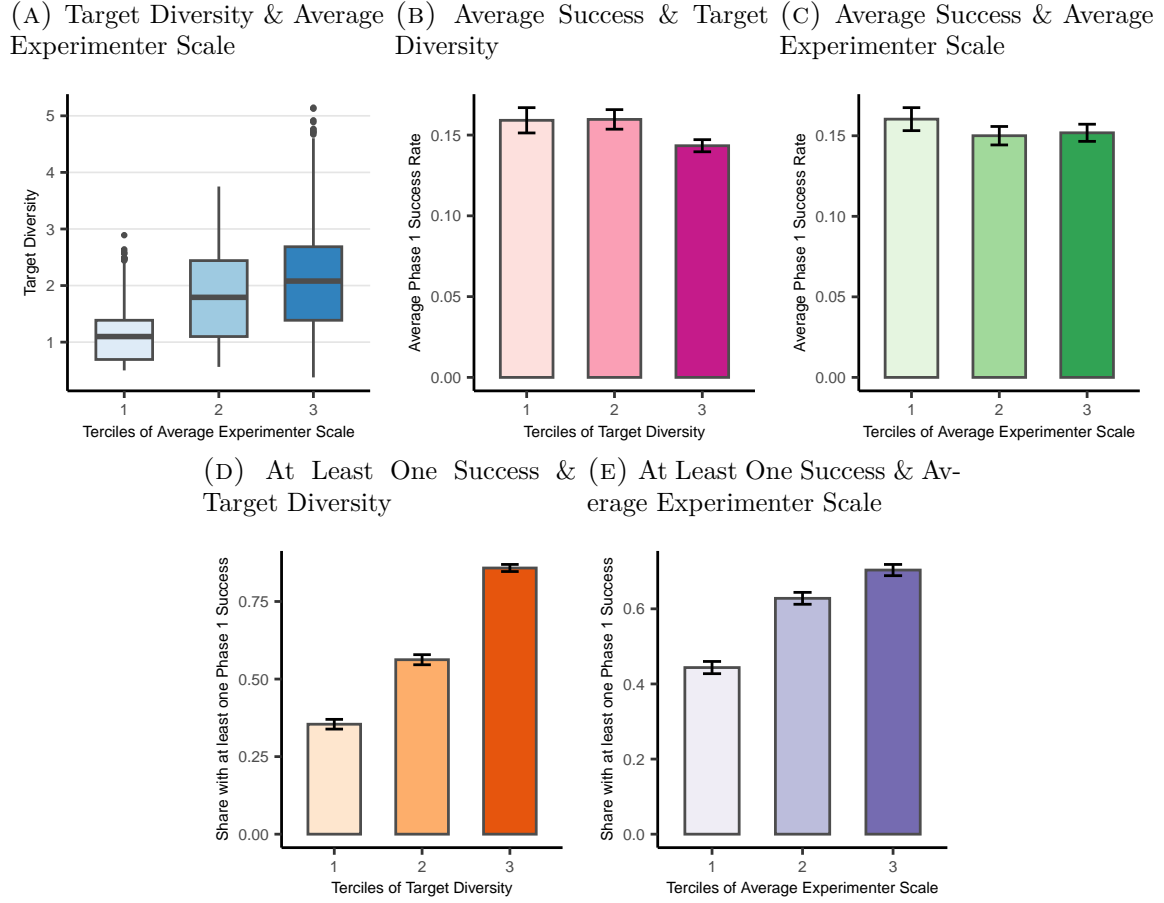 (A) Target Diversity & Average
Experimenter Scale
Target Diversity
5
4
3
2
1
1 2 3
Terciles of Average Experimenter Scale
(B) Average Success & Target
Diversity
Average Phase 1 Success Rate
0.15
0.10
0.05
0.00
1 2 3
Terciles of Target Diversity
(C) Average Success & Average
Experimenter Scale
Average Phase 1 Success Rate
0.15
0.10
0.05
0.00
1 2 3
Terciles of Average Experimenter Scale
(D) At Least One Success &
Target Diversity
Share with at least one Phase 1 Success
0.75
0.50
0.25
0.00
1 2 3
Terciles of Target Diversity
(E) At Least One Success & Av-
erage Experimenter Scale
Share with at least one Phase 1 Success
0.6
0.4
0.2
0.0
1 2 3
Terciles of Average Experimenter Scale